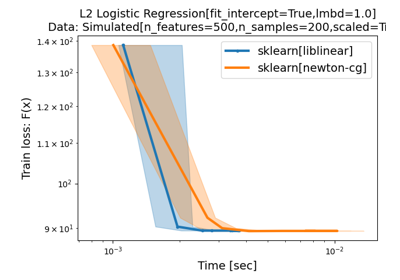 L2 Logistic Regression[fit_intercept=True,lmbd=1.0]
Data: Simulated[n_features=500,n_samples=200,scaled=Tr
sklearn[liblinear]
sklearn[newton-cg]
Train loss: F(x)
1.4 × 10²
1.3 × 10²
1.2 × 10²
1.1 × 10²
10²
9 × 10¹
10⁻³
10⁻²
Time [sec]